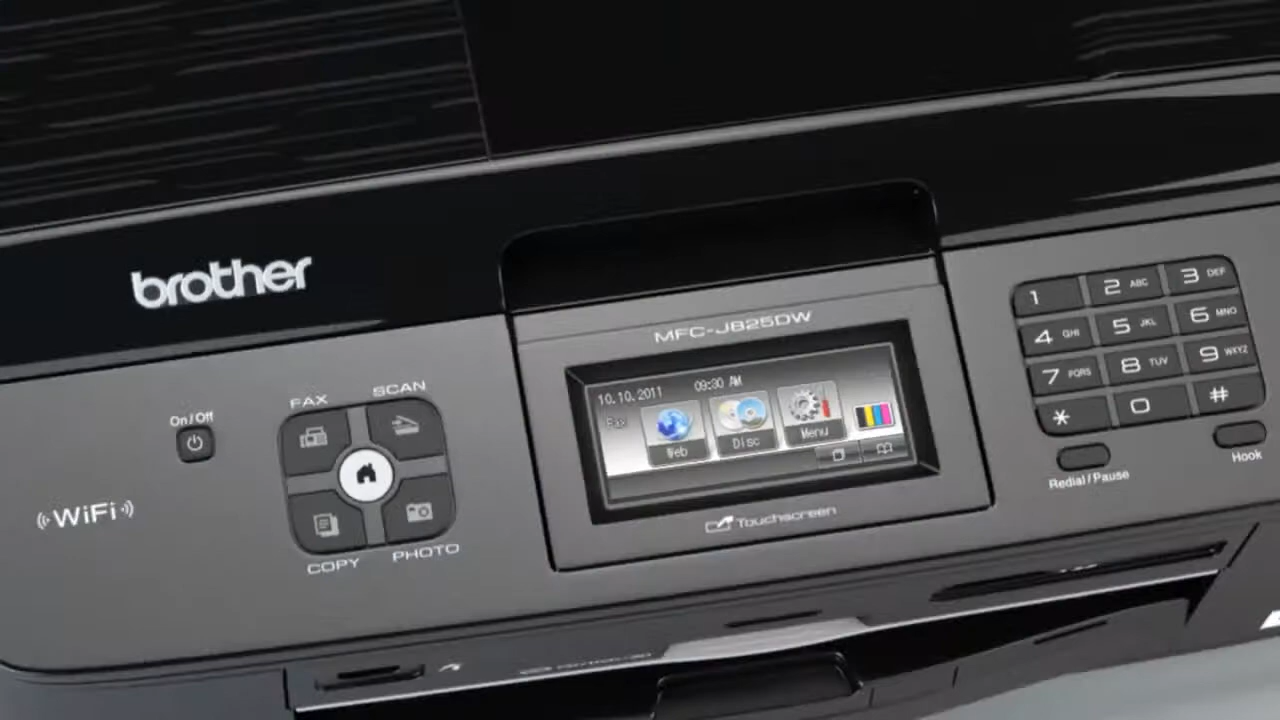 brother
MFC-J825DW
10.10.2011 09:30 AM
Fax
Web
Disc
Menu
Touchscreen
On/Off
FAX
SCAN
COPY
PHOTO
WiFi
1
2 ABC
3 DEF
4 GHI
5 JKL
6 MNO
7 PQRS
8 TUV
9 WXYZ
*
0
#
Redial/Pause
Hook